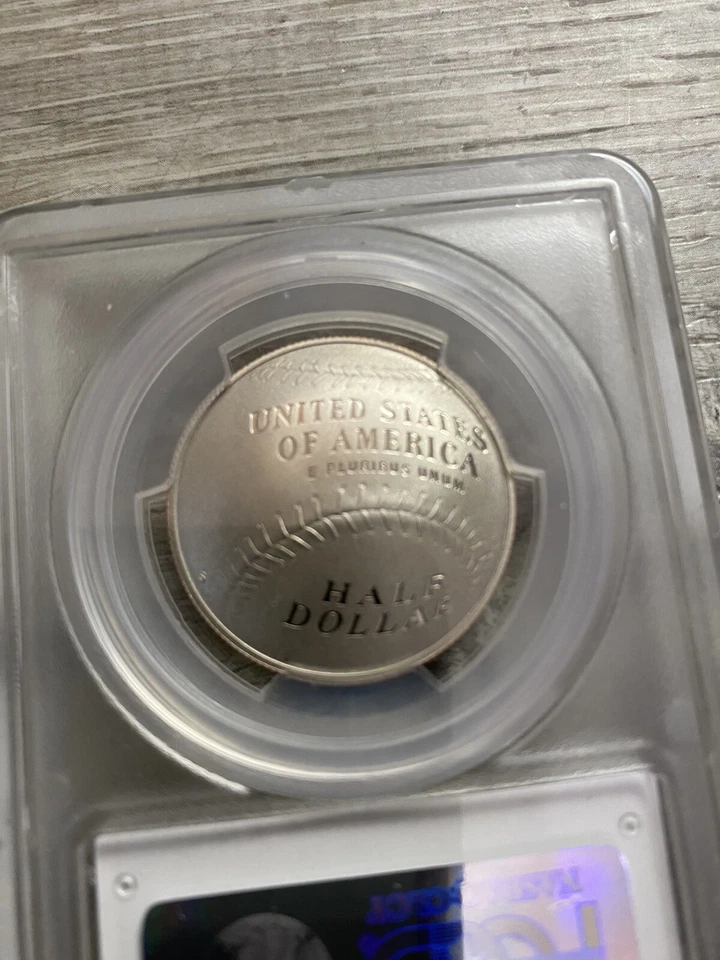 UNITED STATES
OF AMERICA
E PLURIBUS UNUM
HALF
DOLLAR
S